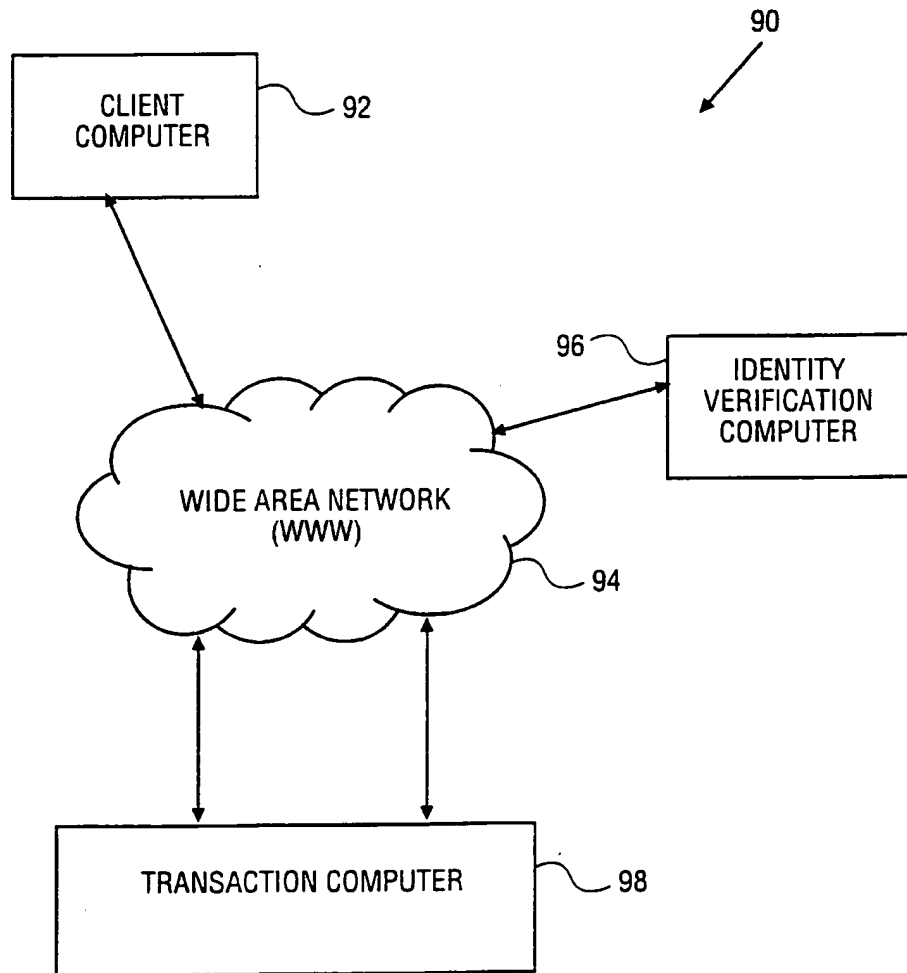 90
CLIENT
COMPUTER
92
96
IDENTITY
VERIFICATION
COMPUTER
WIDE AREA NETWORK
(WWW)
94
TRANSACTION COMPUTER
98